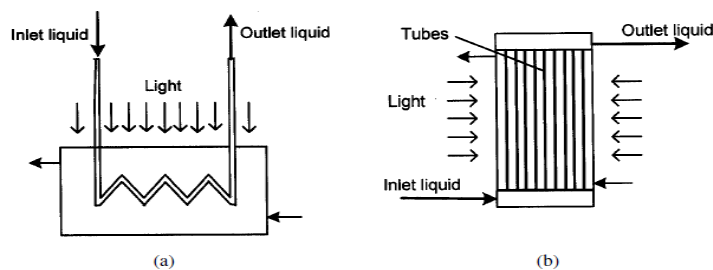 Inlet liquid
Outlet liquid
Light
(a)
Tubes
Outlet liquid
Light
Inlet liquid
(b)